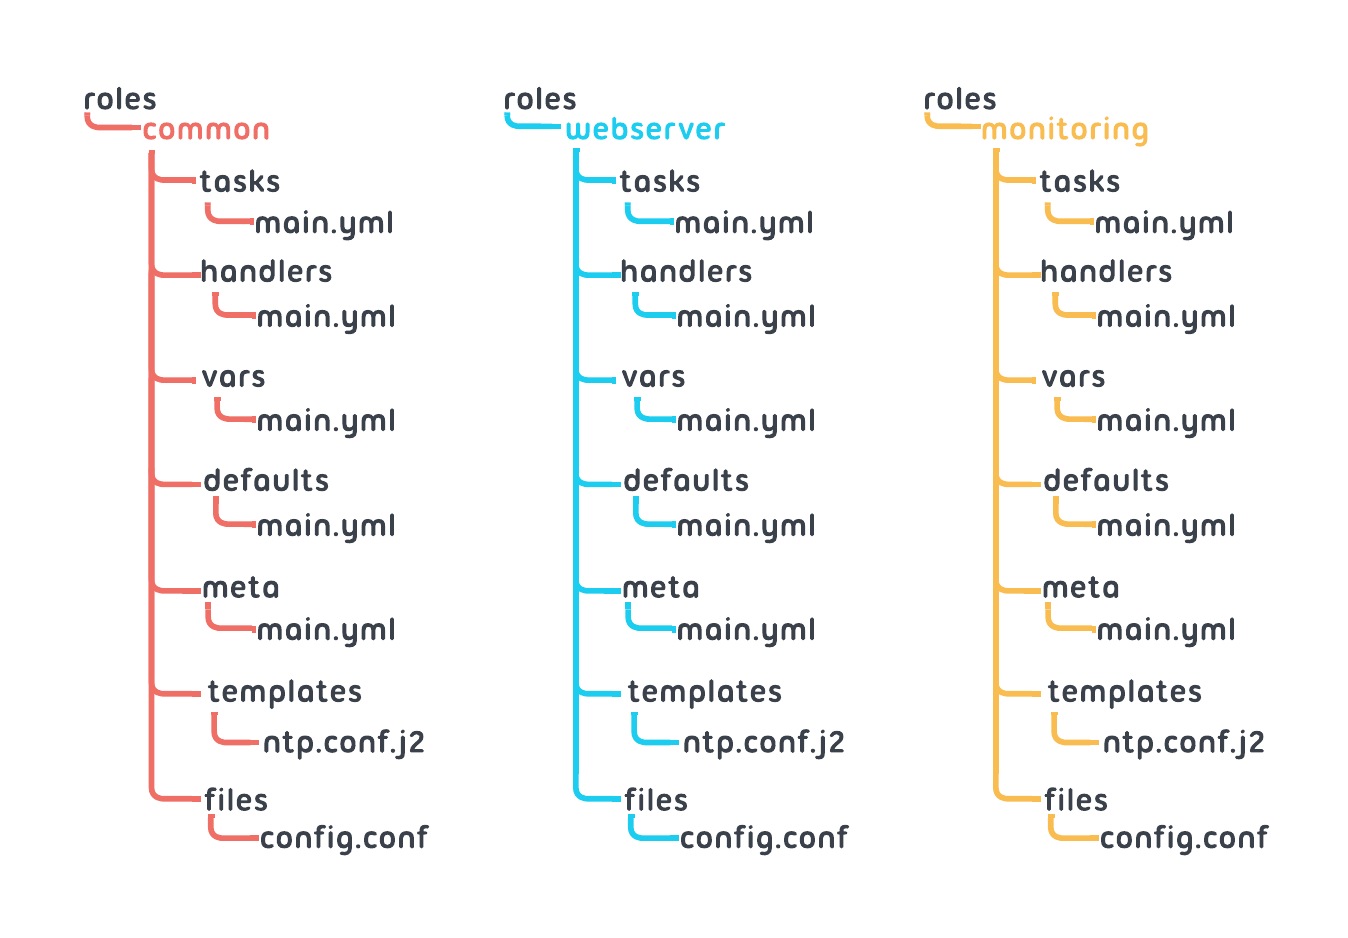 roles
common
tasks
main.yml
handlers
main.yml
vars
main.yml
defaults
main.yml
meta
main.yml
templates
ntp.conf.j2
files
config.conf
roles
webserver
tasks
main.yml
handlers
main.yml
vars
main.yml
defaults
main.yml
meta
main.yml
templates
ntp.conf.j2
files
config.conf
roles
monitoring
tasks
main.yml
handlers
main.yml
vars
main.yml
defaults
main.yml
meta
main.yml
templates
ntp.conf.j2
files
config.conf